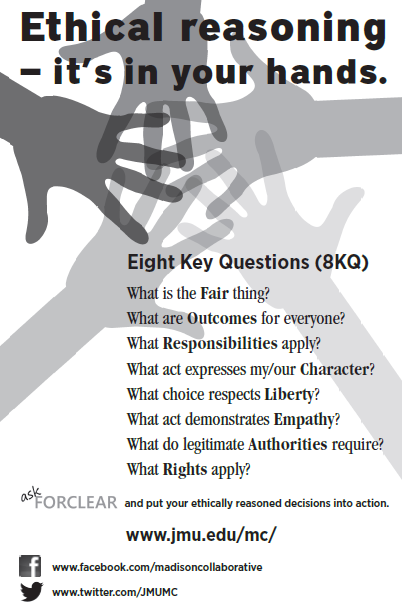 Ethical reasoning
– it's in your hands.
Eight Key Questions (8KQ)
What is the Fair thing?
What are Outcomes for everyone?
What Responsibilities apply?
What act expresses my/our Character?
What choice respects Liberty?
What act demonstrates Empathy?
What do legitimate Authorities require?
What Rights apply?
ask FORCLEAR and put your ethically reasoned decisions into action.
www.jmu.edu/mc/
f www.facebook.com/madisoncollaborative
www.twitter.com/JMUMC